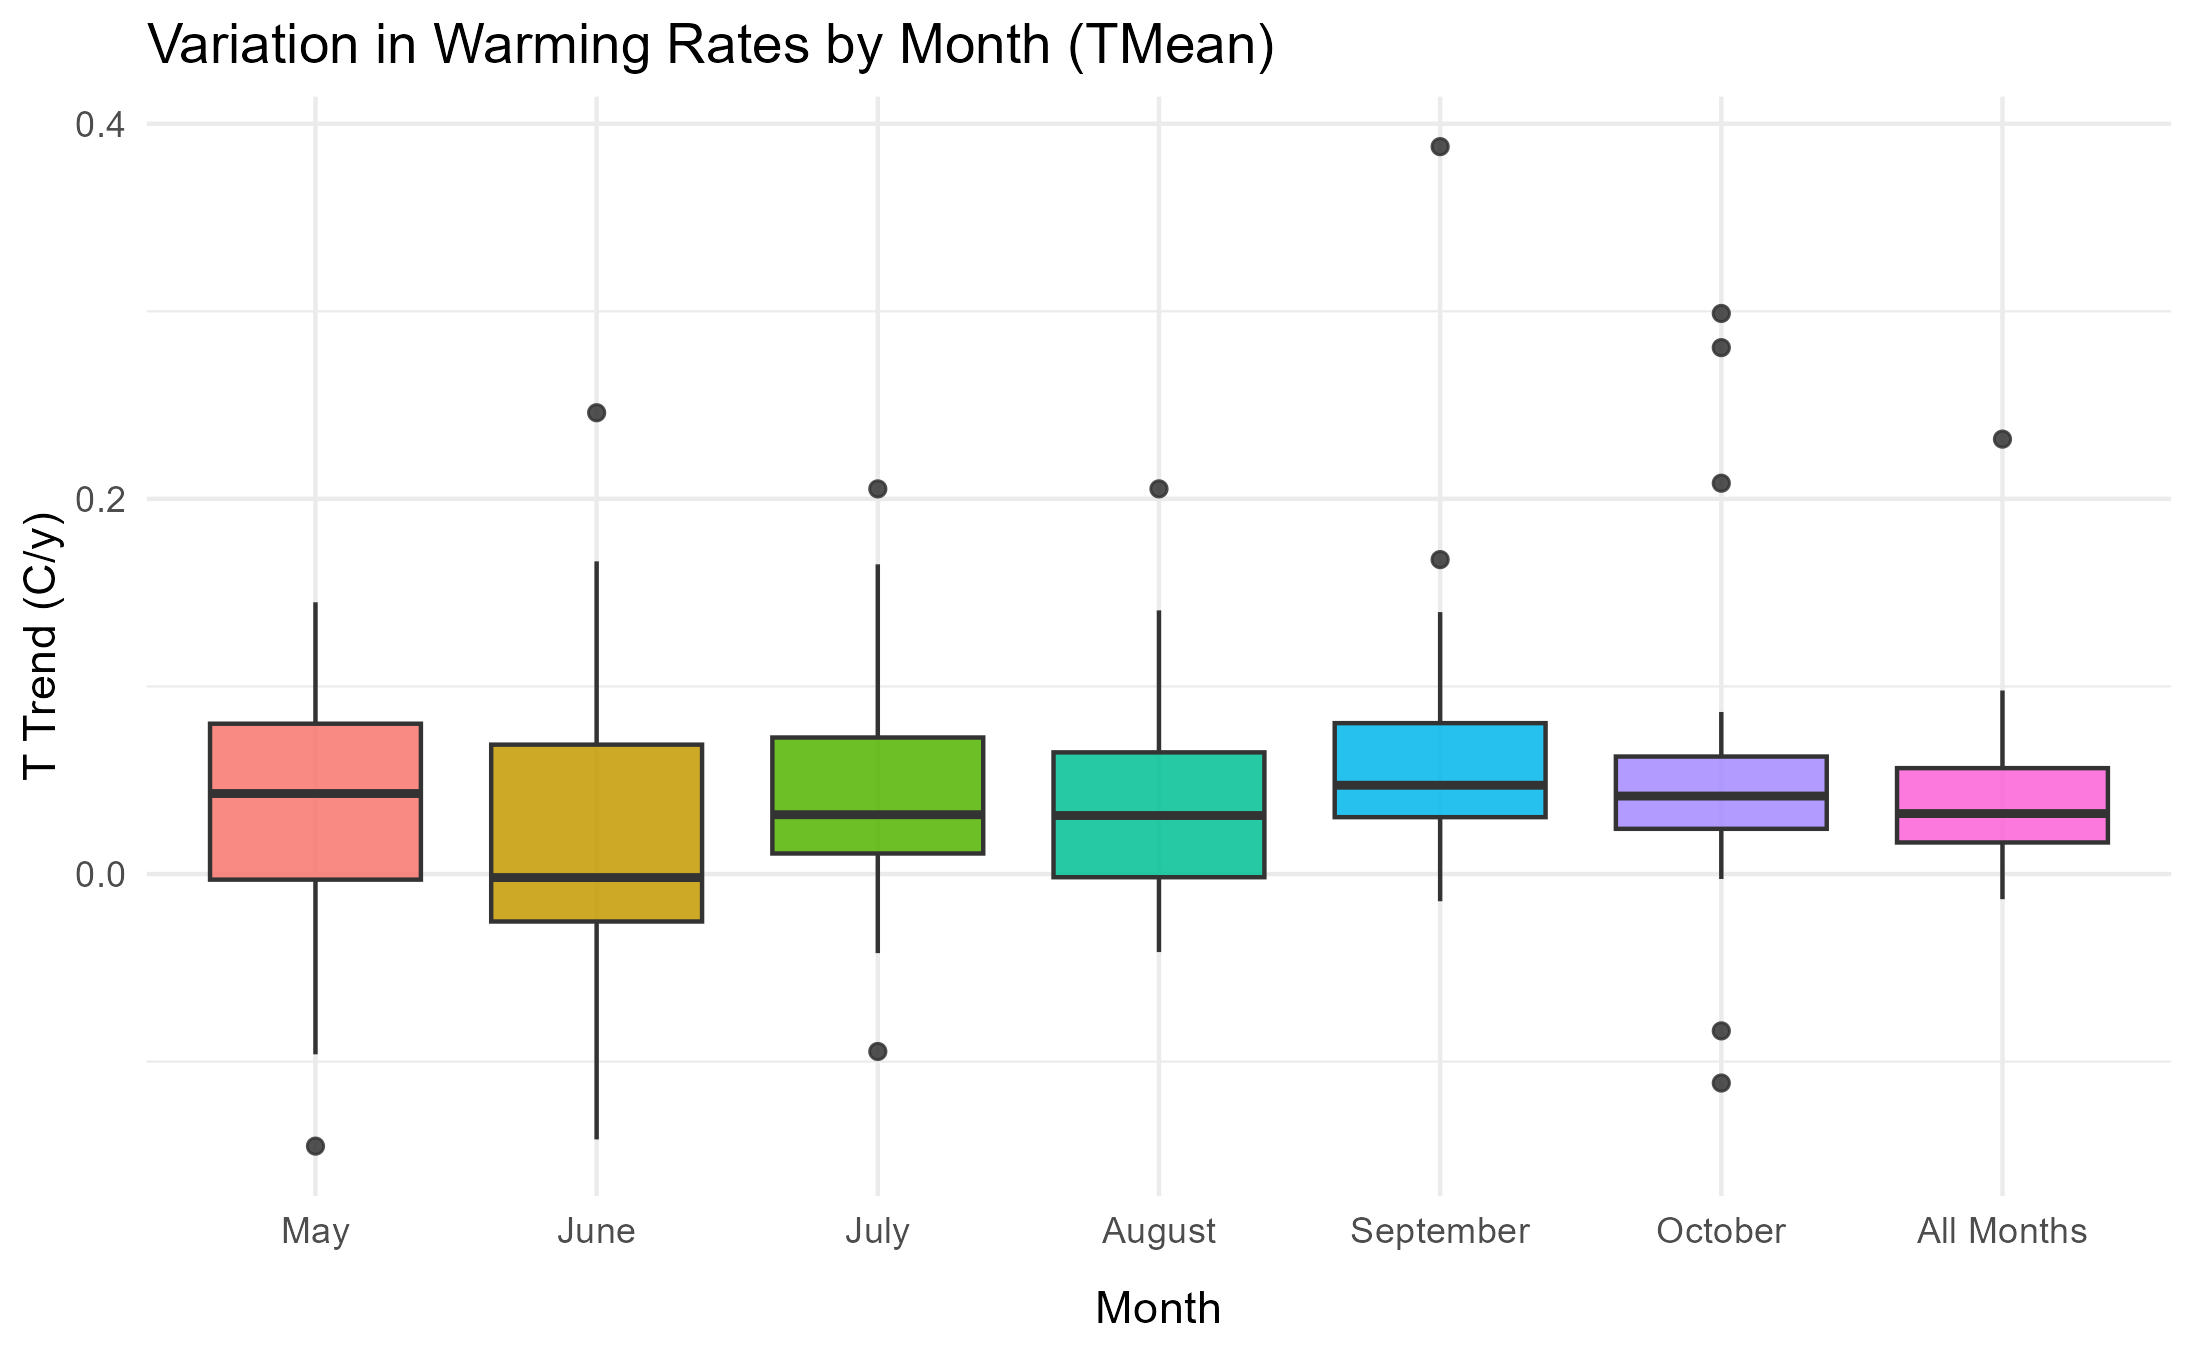 Variation in Warming Rates by Month (TMean)
T Trend (C/y)
0.4
0.2
0.0
May June July August September October All Months
Month